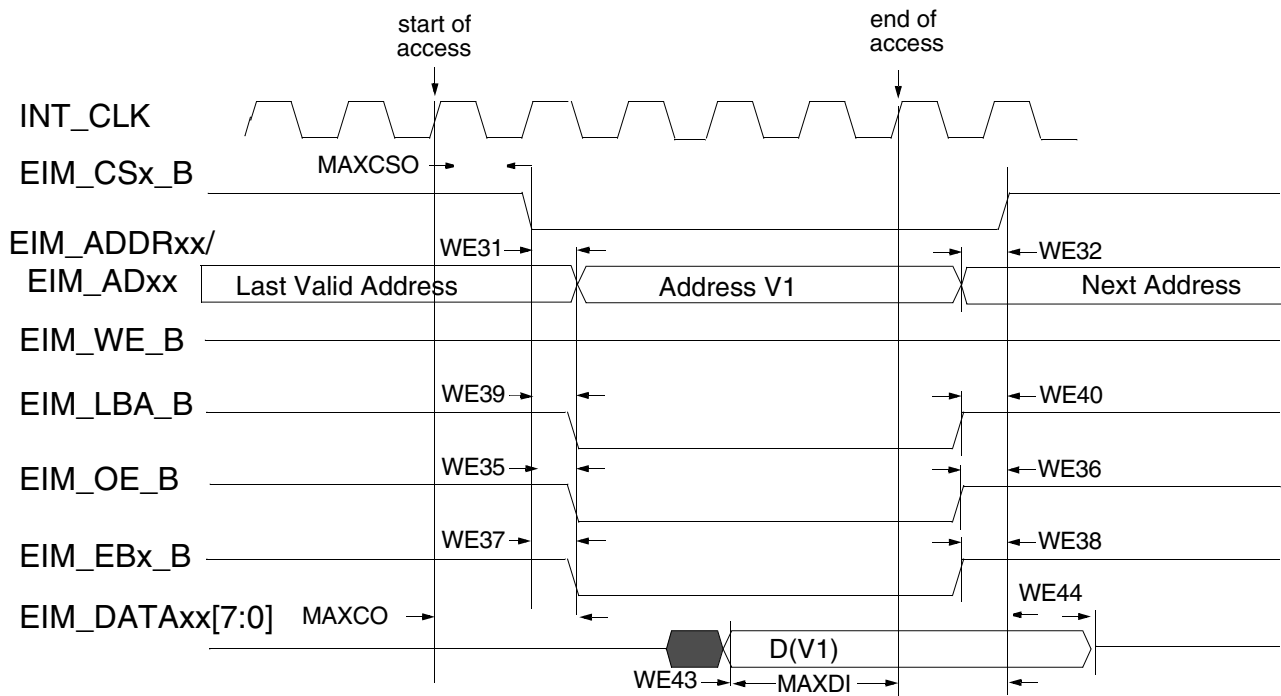 start of
access
end of
access
INT_CLK
MAXCSO
EIM_CSx_B
EIM_ADDRxx/
EIM_ADxx
WE31
WE32
Last Valid Address
Address V1
Next Address
EIM_WE_B
EIM_LBA_B
WE39
WE40
EIM_OE_B
WE35
WE36
EIM_EBx_B
WE37
WE38
EIM_DATAxx[7:0]
MAXCO
WE44
D(V1)
WE43
MAXDI